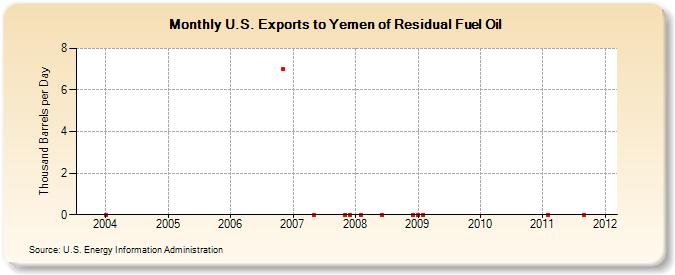 Monthly U.S. Exports to Yemen of Residual Fuel Oil
Thousand Barrels per Day
8
6
4
2
0
2004 2005 2006 2007 2008 2009 2010 2011 2012
Source: U.S. Energy Information Administration